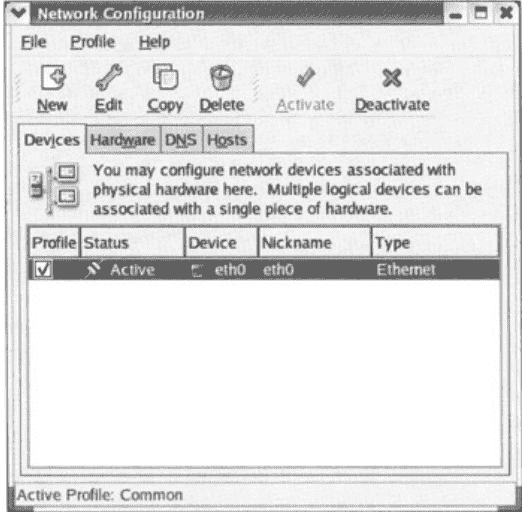 Network Configuration
File Profile Help
New Edit Copy Delete Activate Deactivate
Devices Hardware DNS Hosts
You may configure network devices associated with
physical hardware here. Multiple logical devices can be
associated with a single piece of hardware.
Profile Status Device Nickname Type
Active eth0 eth0 Ethernet
Active Profile: Common